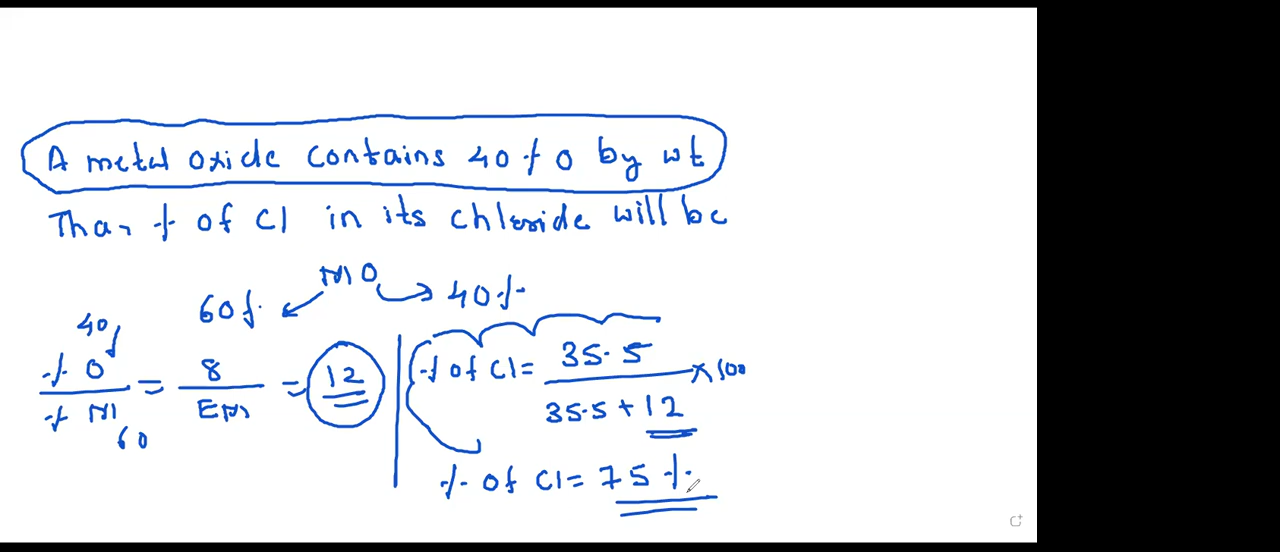 A metal oxide contains 40 % O by wt
Than % of Cl in its chloride will be
MO
60 %
40 %
40
% O / % M = 8 / EM = 12
60
% of Cl = 35.5 / 35.5 + 12 × 100
% of Cl = 75 %